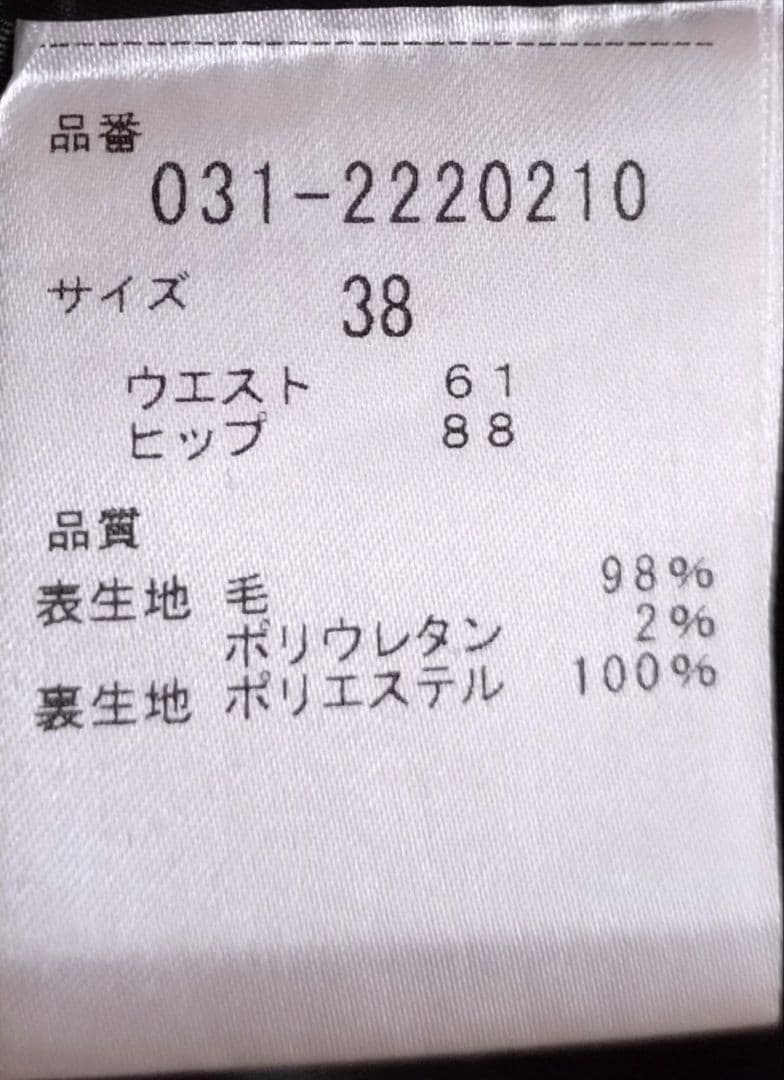 品番
031-2220210
サイズ 38
ウエスト 61
ヒップ 88
品質
表生地 毛 98%
ポリウレタン 2%
裏生地 ポリエステル 100%